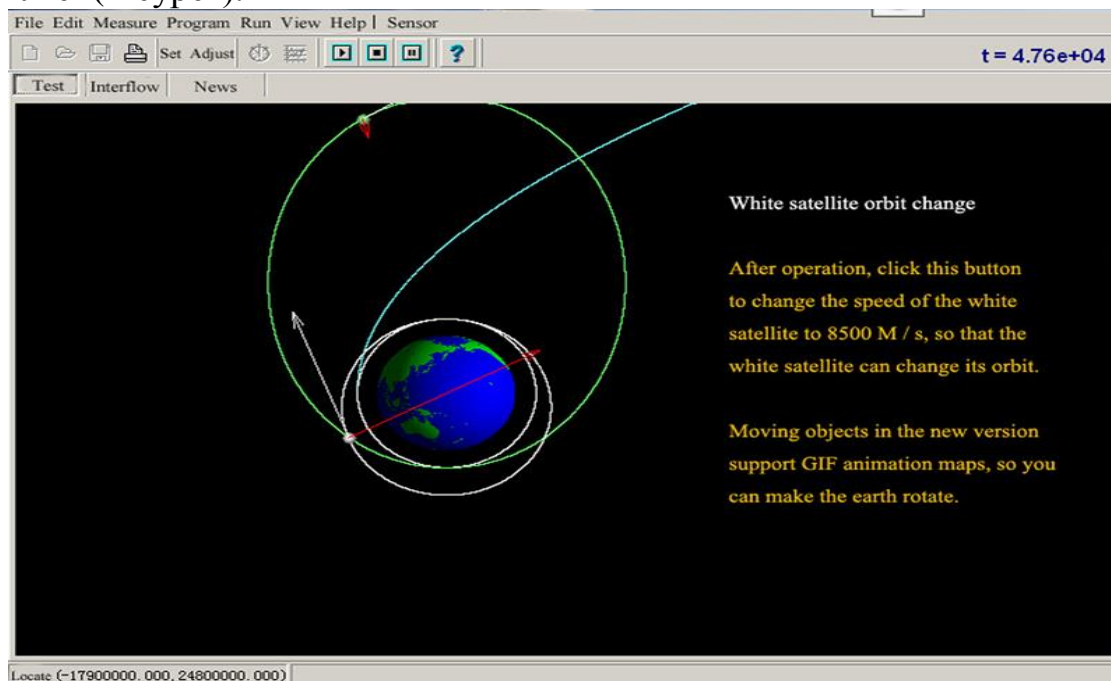 File Edit Measure Program Run View Help | Sensor
Set Adjust
?
t = 4.76e+04
Test Interflow News
White satellite orbit change
After operation, click this button
to change the speed of the white
satellite to 8500 M / s, so that the
white satellite can change its orbit.
Moving objects in the new version
support GIF animation maps, so you
can make the earth rotate.
Locate (-17900000.000, 24800000.000)